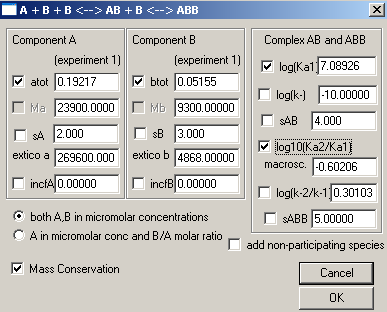 A + B + B <--> AB + B <--> ABB
Component A
(experiment 1)
atot 0.19217
Ma 23900.0000
sA 2.000
extico a 269600.000
incfA 0.00000
Component B
(experiment 1)
btot 0.05155
Mb 9300.00000
sB 3.000
extico b 4868.00000
incfB 0.00000
Complex AB and ABB
log(Ka1) 7.08926
log(k-) -10.00000
sAB 4.000
log10(Ka2/Ka1)
macrosc. -0.60206
log(k-2/k-1) 0.30103
sABB 5.00000
both A,B in micromolar concentrations
A in micromolar conc and B/A molar ratio
add non-participating species
Mass Conservation
Cancel
OK